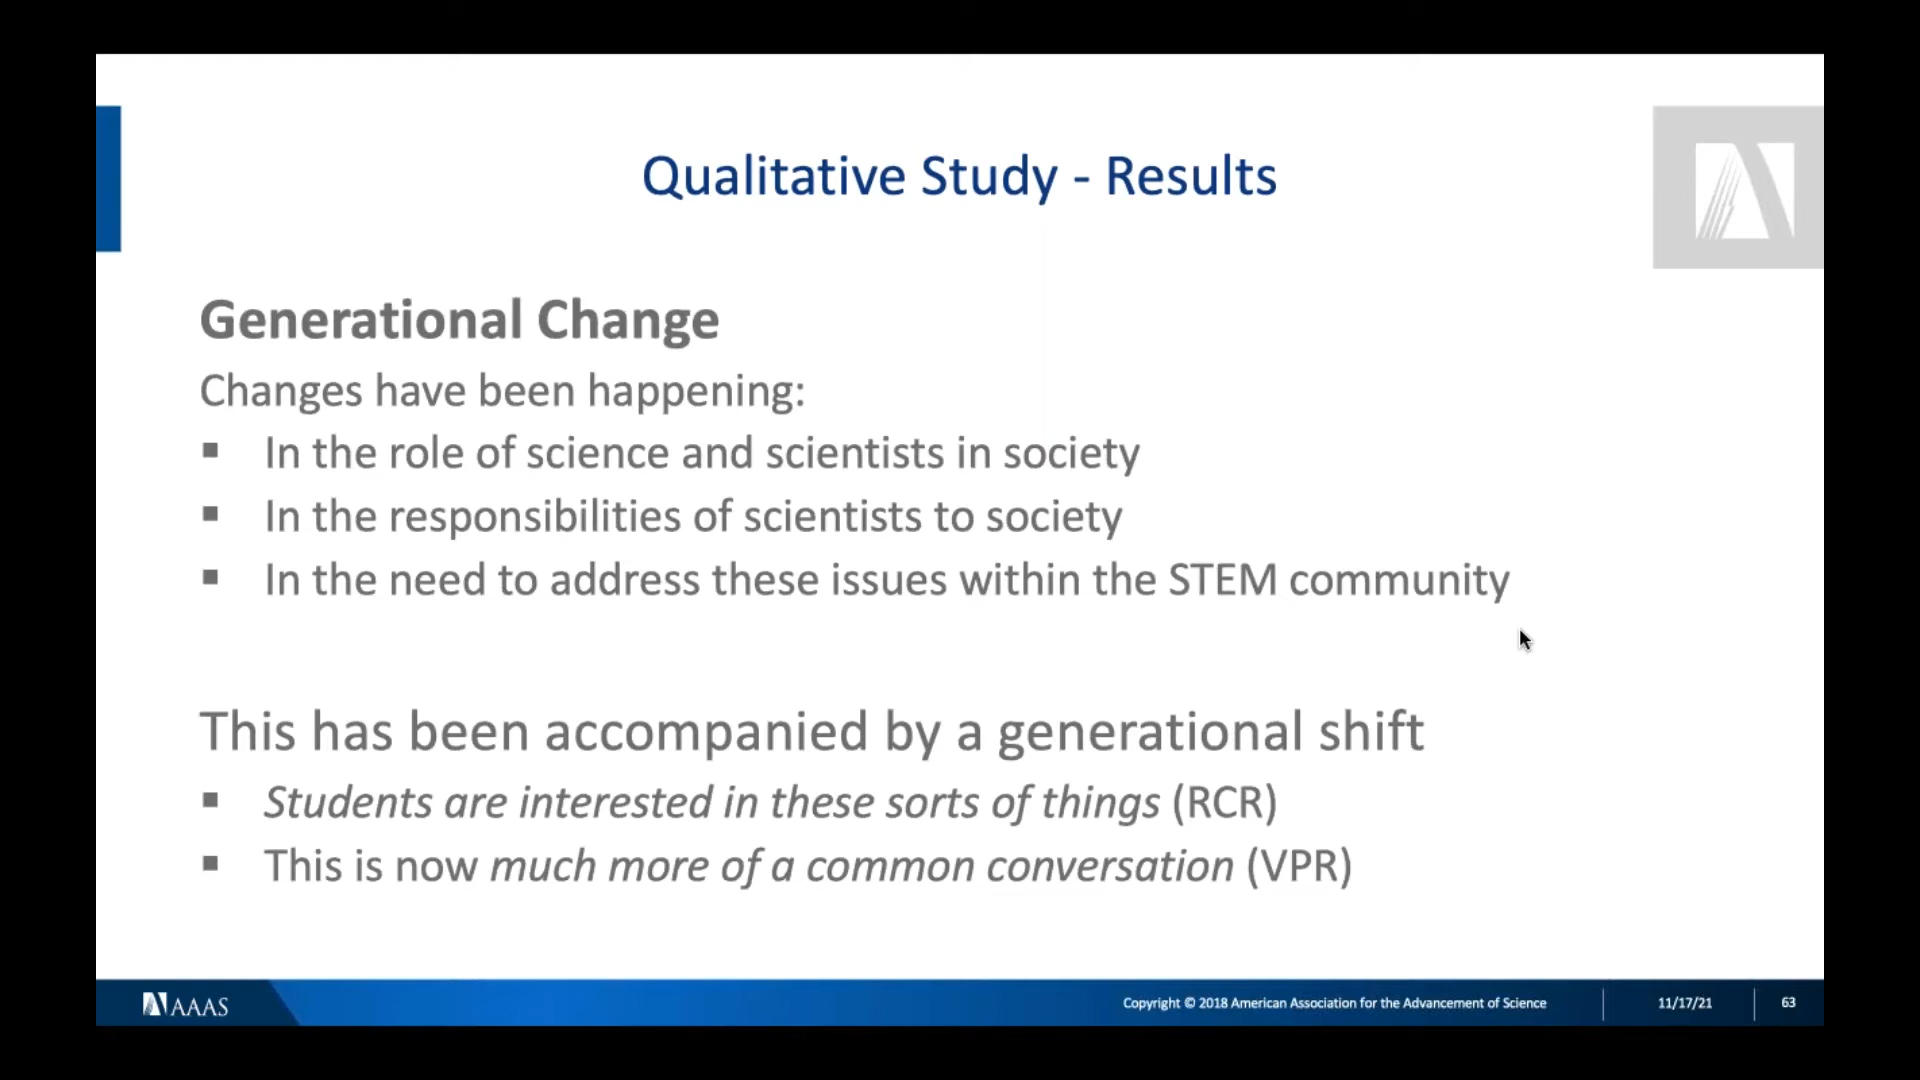 Qualitative Study - Results
Generational Change
Changes have been happening:
▪ In the role of science and scientists in society
▪ In the responsibilities of scientists to society
▪ In the need to address these issues within the STEM community
This has been accompanied by a generational shift
▪ Students are interested in these sorts of things (RCR)
▪ This is now much more of a common conversation (VPR)
AAAS
Copyright © 2018 American Association for the Advancement of Science
11/17/21
63